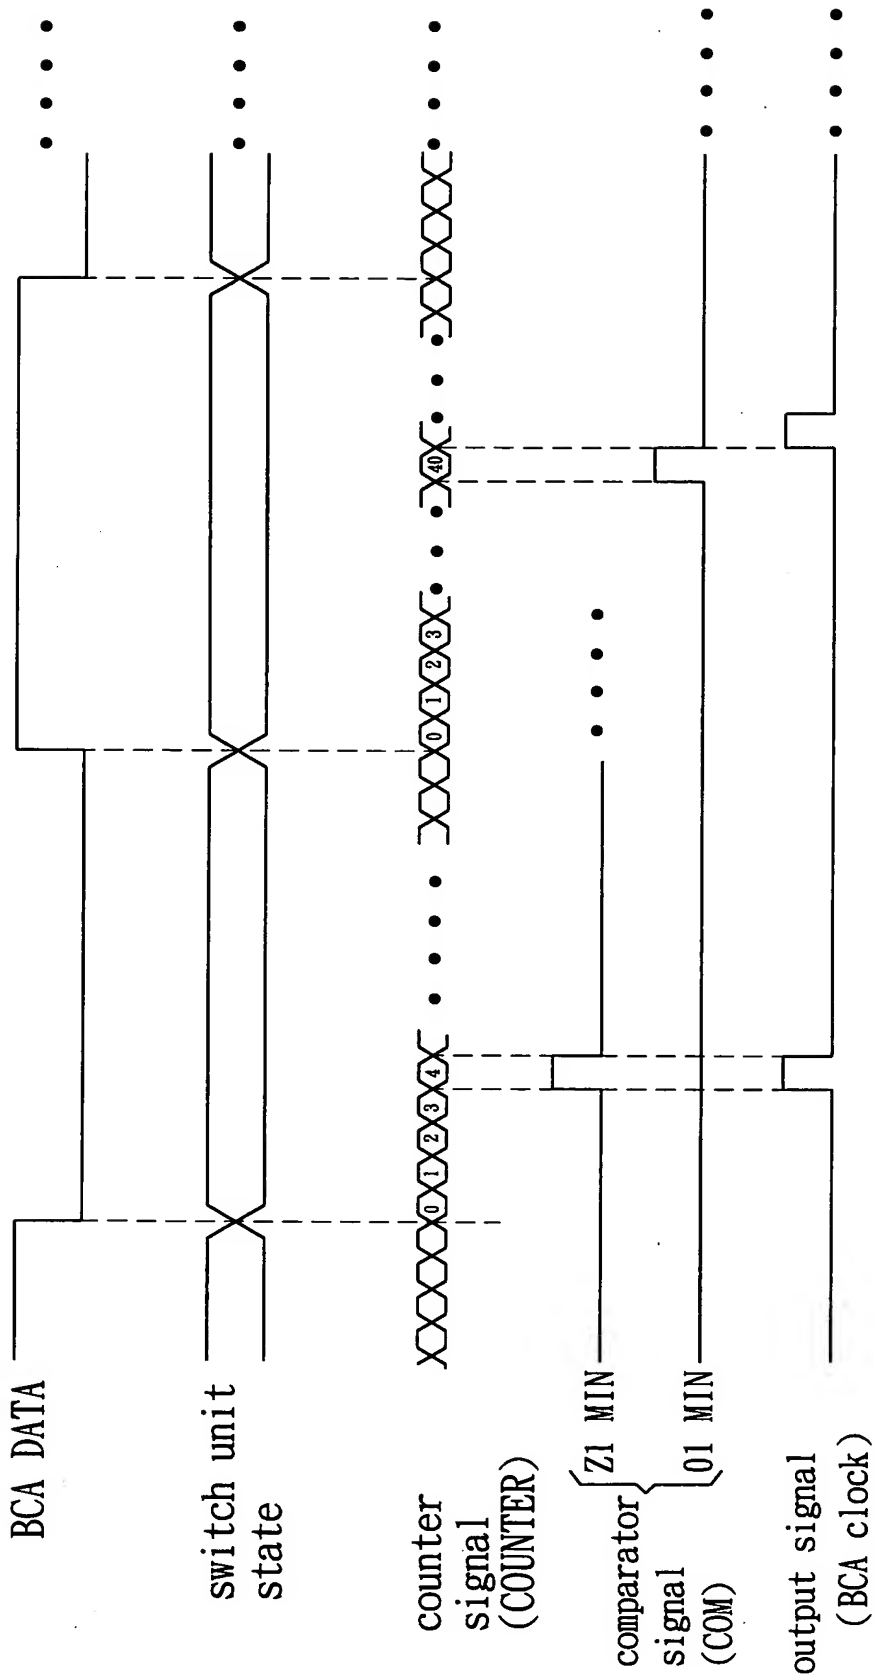 BCA DATA
switch unit
state
counter
signal
(COUNTER)
0 1 2 3 4
0 1 2 3
40
comparator
signal
(COM)
Z1 MIN
01 MIN
output signal
(BCA clock)